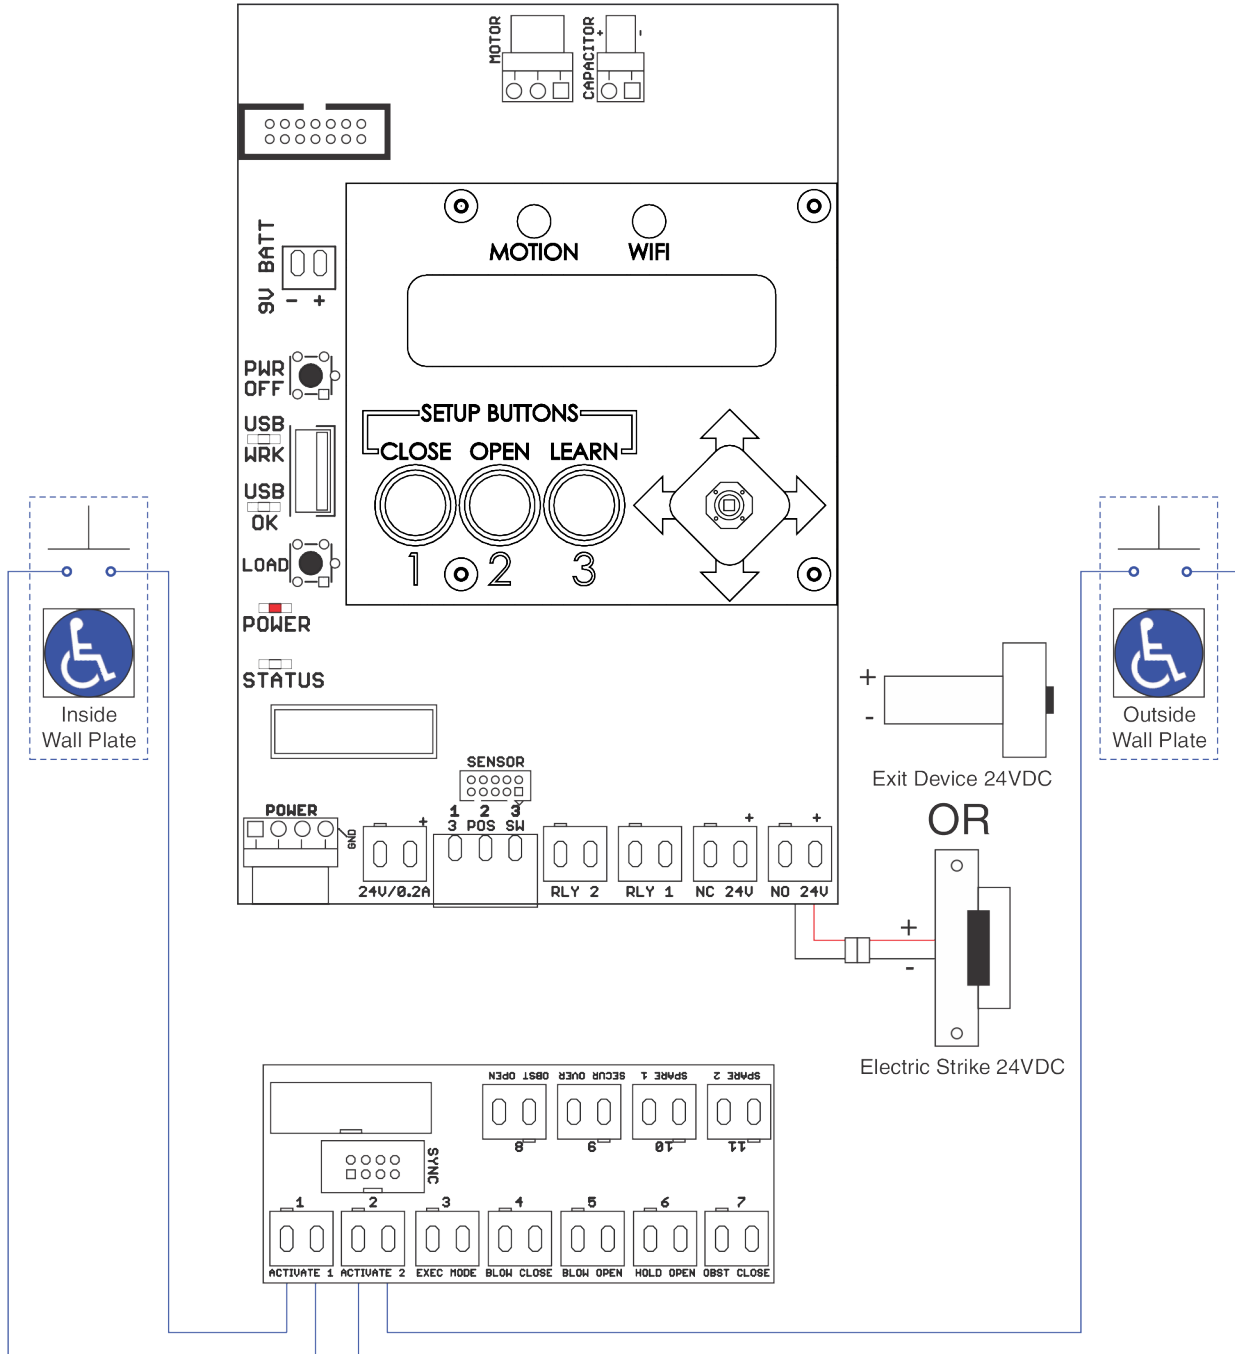 MOTOR
CAPACITOR
+ -
9V BATT
- +
MOTION
WIFI
PWR
OFF
USB
WRK
USB
OK
LOAD
SETUP BUTTONS
CLOSE OPEN LEARN
1 2 3
POWER
STATUS
Inside
Wall Plate
Outside
Wall Plate
+
-
Exit Device 24VDC
OR
SENSOR
1 2 3
3 POS SW
POWER
GND
+
24V/0.2A
RLY 2
RLY 1
+
NC 24V
+
NO 24V
+
-
Electric Strike 24VDC
OBST OPEN
SECUR OVER
SPARE 1
SPARE 2
8 9 10 11
SYNC
1 2 3 4 5 6 7
ACTIVATE 1 ACTIVATE 2 EXEC MODE BLOW CLOSE BLOW OPEN HOLD OPEN OBST CLOSE